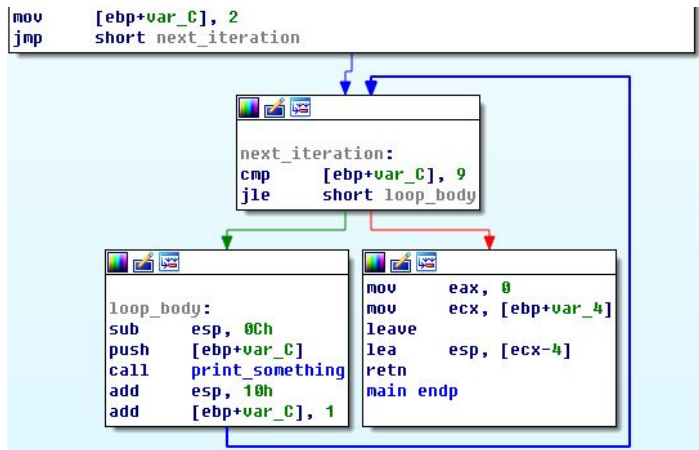 mov     [ebp+var_C], 2
jmp     short next_iteration
next_iteration:
cmp     [ebp+var_C], 9
jle     short loop_body
loop_body:
sub     esp, 0Ch
push    [ebp+var_C]
call    print_something
add     esp, 10h
add     [ebp+var_C], 1
mov     eax, 0
mov     ecx, [ebp+var_4]
leave
lea     esp, [ecx-4]
retn
main endp